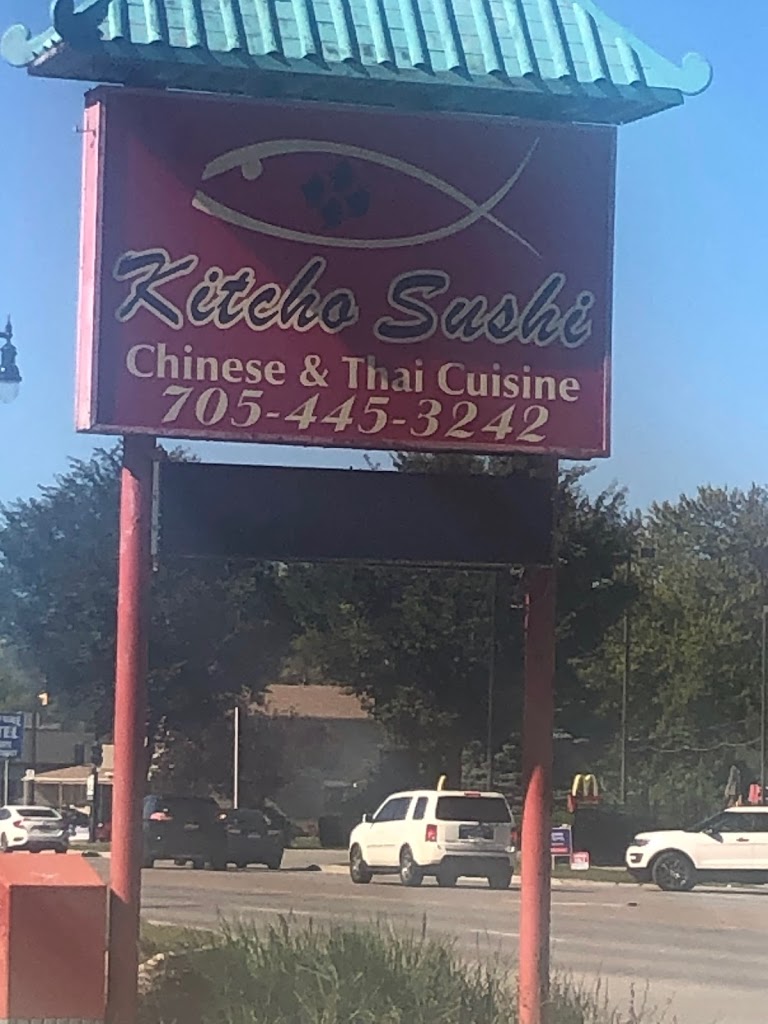 Kitcho Sushi
Chinese & Thai Cuisine
705-445-3242